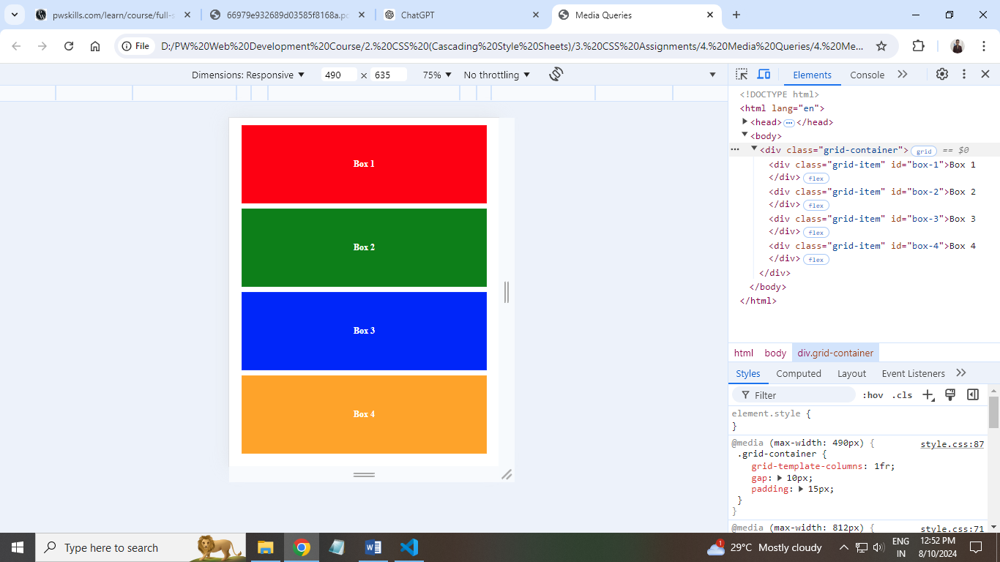 pwskills.com/learn/course/full-s
66979e932689d03585f8168a.pd
ChatGPT
Media Queries
File
D:/PW%20Web%20Development%20Course/2.%20CSS%20(Cascading%20Style%20Sheets)/3.%20CSS%20Assignments/4.%20Media%20Queries/4.%20Me...
Dimensions: Responsive
490 × 635
75%
No throttling
Elements
Console
<!DOCTYPE html>
<html lang="en">
<head> ⋯ </head>
<body>
<div class="grid-container"> grid == $0
<div class="grid-item" id="box-1">Box 1
</div> flex
<div class="grid-item" id="box-2">Box 2
</div> flex
<div class="grid-item" id="box-3">Box 3
</div> flex
<div class="grid-item" id="box-4">Box 4
</div> flex
</div>
</body>
</html>
Box 1
Box 2
Box 3
Box 4
html body div.grid-container
Styles Computed Layout Event Listeners
Filter :hov .cls
element.style {
}
@media (max-width: 490px) { style.css:87
.grid-container {
grid-template-columns: 1fr;
gap: 10px;
padding: 15px;
}
}
@media (max-width: 812px) { style.css:71
Type here to search
1
29°C Mostly cloudy
ENG
IN
12:52 PM
8/10/2024